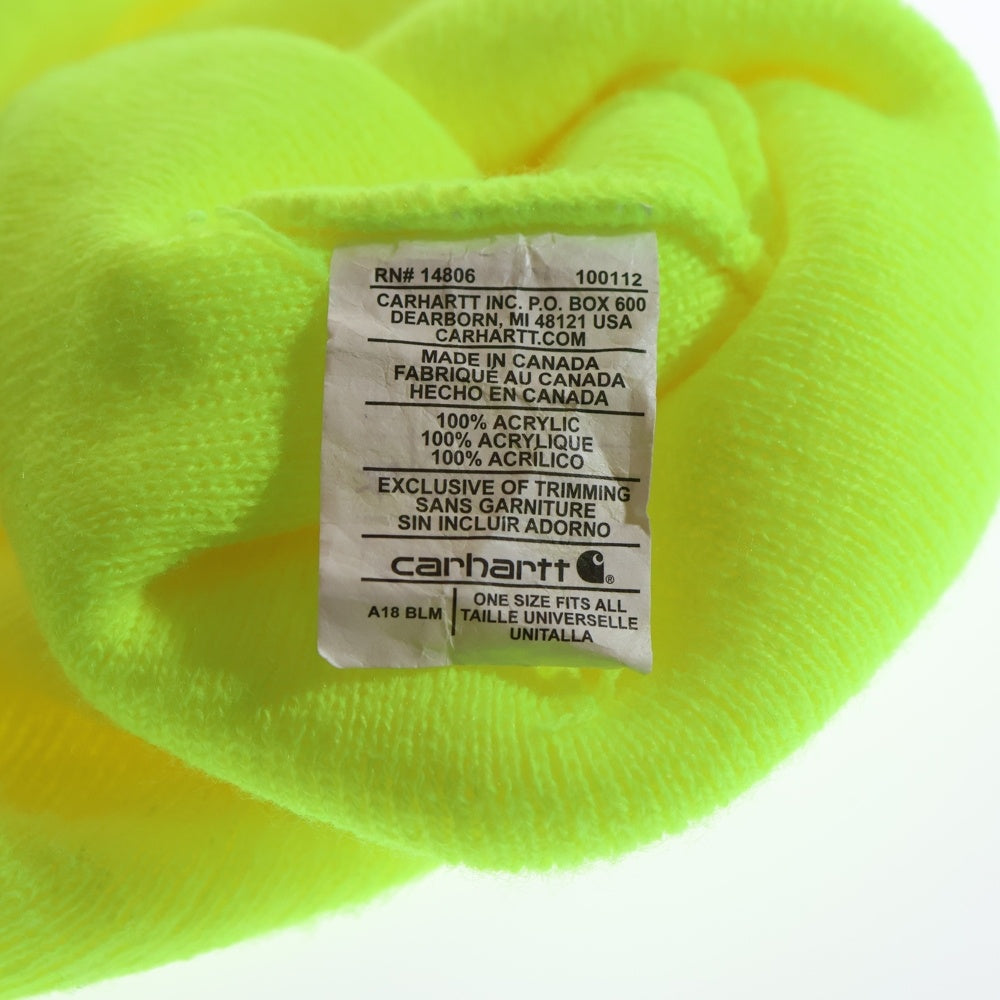 RN# 14806 100112
CARHARTT INC. P.O. BOX 600
DEARBORN, MI 48121 USA
CARHARTT.COM
MADE IN CANADA
FABRIQUÉ AU CANADA
HECHO EN CANADA
100% ACRYLIC
100% ACRYLIQUE
100% ACRÍLICO
EXCLUSIVE OF TRIMMING
SANS GARNITURE
SIN INCLUIR ADORNO
carhartt ®
A18 BLM
ONE SIZE FITS ALL
TAILLE UNIVERSELLE
UNITALLA